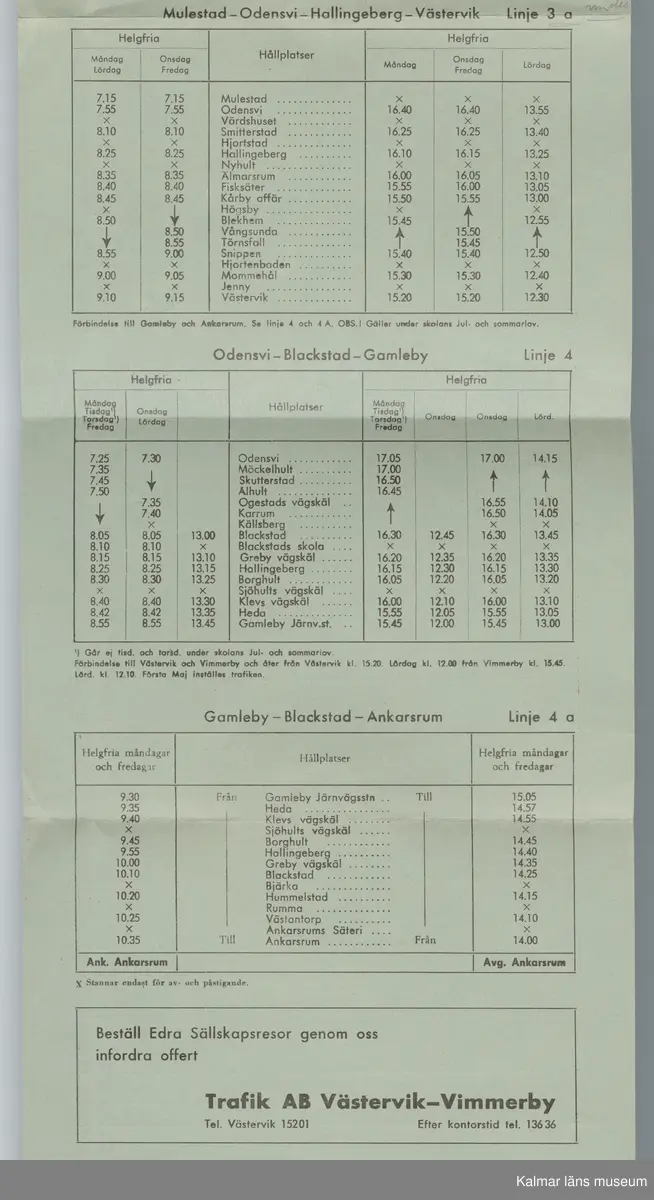 Mulestad – Odensvi – Hallingeberg – Västervik Linje 3 a
Helgfria Hållplatser Helgfria
Måndag Lördag Onsdag Fredag Måndag Onsdag Fredag Lördag
7.15 7.15 Mulestad ............. × × ×
7.55 7.55 Odensvi ............. 16.40 16.40 13.55
× × Värdshuset ........... × × ×
8.10 8.10 Smitterstad ........... 16.25 16.25 13.40
× × Hjortstad ............. × × ×
8.25 8.25 Hallingeberg ......... 16.10 16.15 13.25
× × Nyhult ............... × × ×
8.35 8.35 Älmarsrum ........... 16.00 16.05 13.10
8.40 8.40 Fisksäter ............. 15.55 16.00 13.05
8.45 8.45 Kårby affär ........... 15.50 15.55 13.00
× Högsby ............... ×
8.50 Blekhem ............. 15.45 12.55
8.50 Vångsunda ........... 15.50
8.55 Törnsfall ............. 15.45
8.55 9.00 Snippen ............. 15.40 15.40 12.50
× × Hjortenboden ......... × × ×
9.00 9.05 Mommehål ........... 15.30 15.30 12.40
× × Jenny ............... × × ×
9.10 9.15 Västervik ............. 15.20 15.20 12.30
Förbindelse till Gamleby och Ankarsrum. Se linje 4 och 4 A. OBS.! Gäller under skolans Jul- och sommarlov.
Odensvi – Blackstad – Gamleby Linje 4
Helgfria Hållplatser Helgfria
Måndag Tisdag¹) Torsdag¹) Fredag Onsdag Lördag Måndag Tisdag¹) Torsdag¹) Fredag Onsdag Onsdag Lörd.
7.25 7.30 Odensvi ........... 17.05 17.00 14.15
7.35 Möckelhult ......... 17.00
7.45 Skutterstad ......... 16.50
7.50 Älhult ............. 16.45
7.35 Ogestads vägskäl .. 16.55 14.10
7.40 Karrum ........... 16.50 14.05
× Källsberg ......... × ×
8.05 8.05 13.00 Blackstad ......... 16.30 12.45 16.30 13.45
8.10 8.10 × Blackstads skola .... × × × ×
8.15 8.15 13.10 Greby vägskäl ...... 16.20 12.35 16.20 13.35
8.25 8.25 13.15 Hallingeberg ........ 16.15 12.30 16.15 13.30
8.30 8.30 13.25 Borghult ........... 16.05 12.20 16.05 13.20
× × × Sjöhults vägskäl .... × × × ×
8.40 8.40 13.30 Klevs vägskäl ...... 16.00 12.10 16.00 13.10
8.42 8.42 13.35 Heda ............. 15.55 12.05 15.55 13.05
8.55 8.55 13.45 Gamleby Järnv.st. .. 15.45 12.00 15.45 13.00
¹) Går ej tisd. och torsd. under skolans Jul- och sommarlov.
Förbindelse till Västervik och Vimmerby och åter från Västervik kl. 15.20. Lördag kl. 12.00 från Vimmerby kl. 15.45.
Lörd. kl. 12.10. Första Maj inställes trafiken.
Gamleby – Blackstad – Ankarsrum Linje 4 a
Helgfria måndagar och fredagar Hållplatser Helgfria måndagar och fredagar
9.30 Från Gamleby Järnvägsstn .. Till 15.05
9.35 Heda ............... 14.57
9.40 Klevs vägskäl ........ 14.55
× Sjöhults vägskäl ...... ×
9.45 Borghult ........... 14.45
9.55 Hallingeberg ......... 14.40
10.00 Greby vägskäl ........ 14.35
10.10 Blackstad ........... 14.25
× Bjärka ............. ×
10.20 Hummelstad ......... 14.15
× Rumma ............. ×
10.25 Västantorp ......... 14.10
× Ankarsrums Säteri .... ×
10.35 Till Ankarsrum ........... Från 14.00
Ank. Ankarsrum Avg. Ankarsrum
X Stannar endast för av- och påstigande.
Beställ Edra Sällskapsresor genom oss
infordra offert
Trafik AB Västervik–Vimmerby
Tel. Västervik 15201 Efter kontorstid tel. 13636
Kalmar läns museum